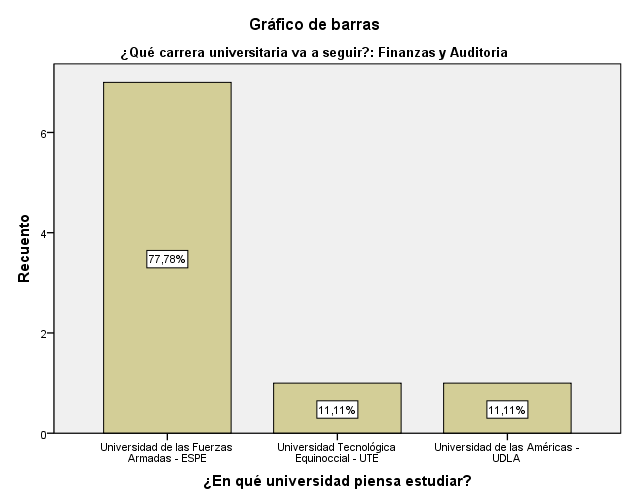 Gráfico de barras
¿Qué carrera universitaria va a seguir?: Finanzas y Auditoria
Recuento
6
4
2
0
77,78%
11,11%
11,11%
Universidad de las Fuerzas
Armadas - ESPE
Universidad Tecnológica
Equinoccial - UTE
Universidad de las Américas -
UDLA
¿En qué universidad piensa estudiar?